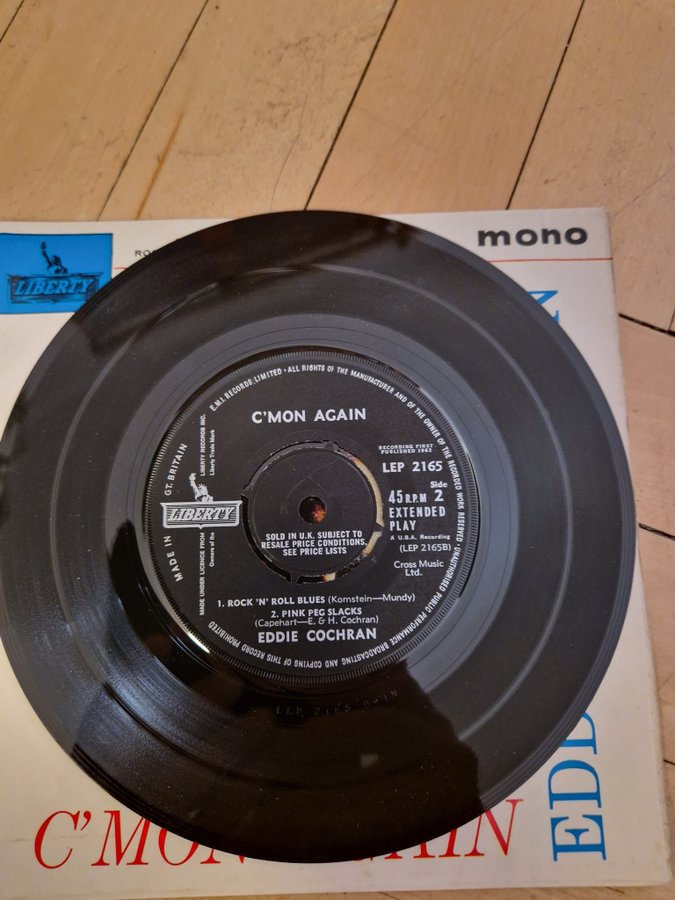 mono
LIBERTY
E.M.I. RECORDS LIMITED · ALL RIGHTS OF THE MANUFACTURER AND OF THE OWNER OF THE RECORDED WORK RESERVED · UNAUTHORISED PUBLIC PERFORMANCE BROADCASTING AND COPYING OF THIS RECORD PROHIBITED
MADE IN GT. BRITAIN
C'MON AGAIN
RECORDING FIRST
PUBLISHED 1962
LEP 2165
Side
45 R.P.M 2
EXTENDED
PLAY
A U.S.A. Recording
(LEP 2165B)
Cross Music
Ltd.
LIBERTY
MADE UNDER LICENCE FROM LIBERTY RECORDS INC.
Owners of the Liberty Trade Mark
SOLD IN U.K. SUBJECT TO
RESALE PRICE CONDITIONS,
SEE PRICE LISTS
1. ROCK 'N' ROLL BLUES (Kornstein—Mundy)
2. PINK PEG SLACKS
(Capehart—E. & H. Cochran)
EDDIE COCHRAN
LEP 2165
C'MON AGAIN
EDD